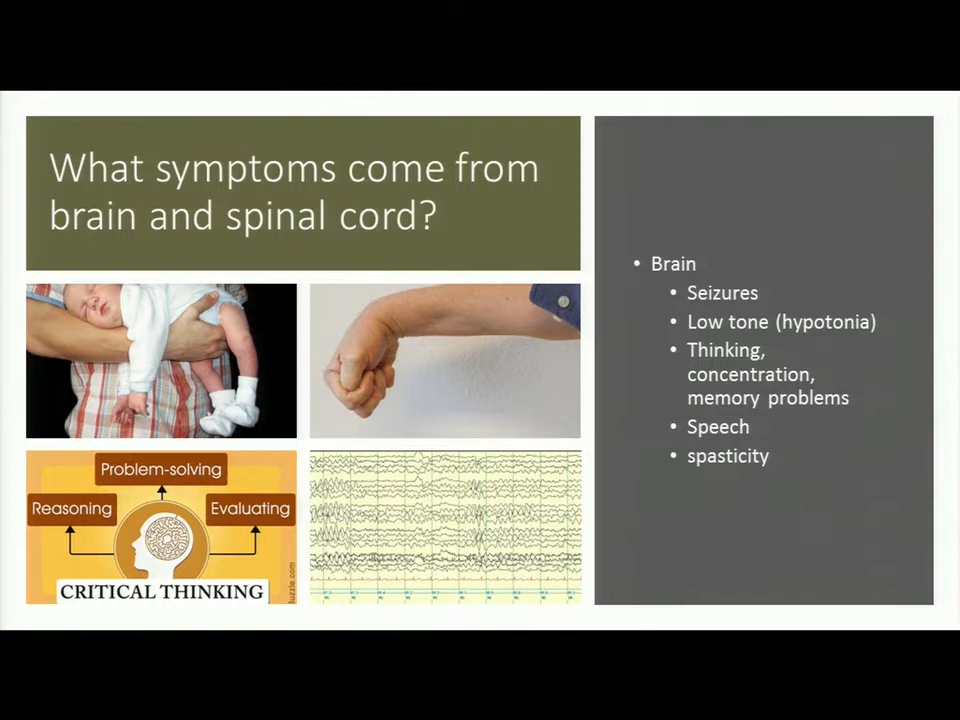 What symptoms come from
brain and spinal cord?
• Brain
• Seizures
• Low tone (hypotonia)
• Thinking,
concentration,
memory problems
• Speech
• spasticity
Problem-solving
Reasoning
Evaluating
CRITICAL THINKING